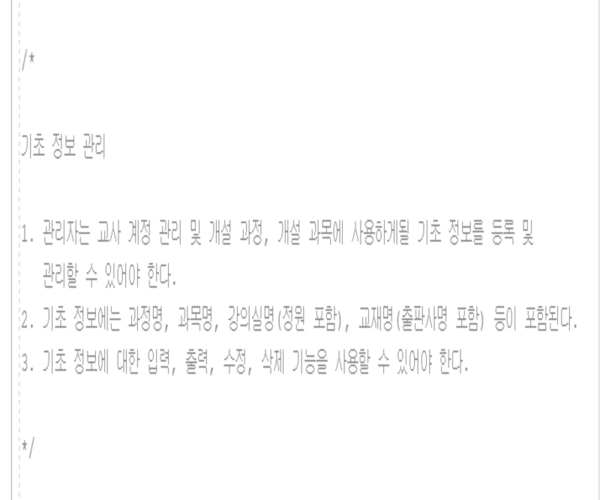 /*
기초 정보 관리
1. 관리자는 교사 계정 관리 및 개설 과정, 개설 과목에 사용하게될 기초 정보를 등록 및
관리할 수 있어야 한다.
2. 기초 정보에는 과정명, 과목명, 강의실명(정원 포함), 교재명(출판사명 포함) 등이 포함된다.
3. 기초 정보에 대한 입력, 출력, 수정, 삭제 기능을 사용할 수 있어야 한다.
*/